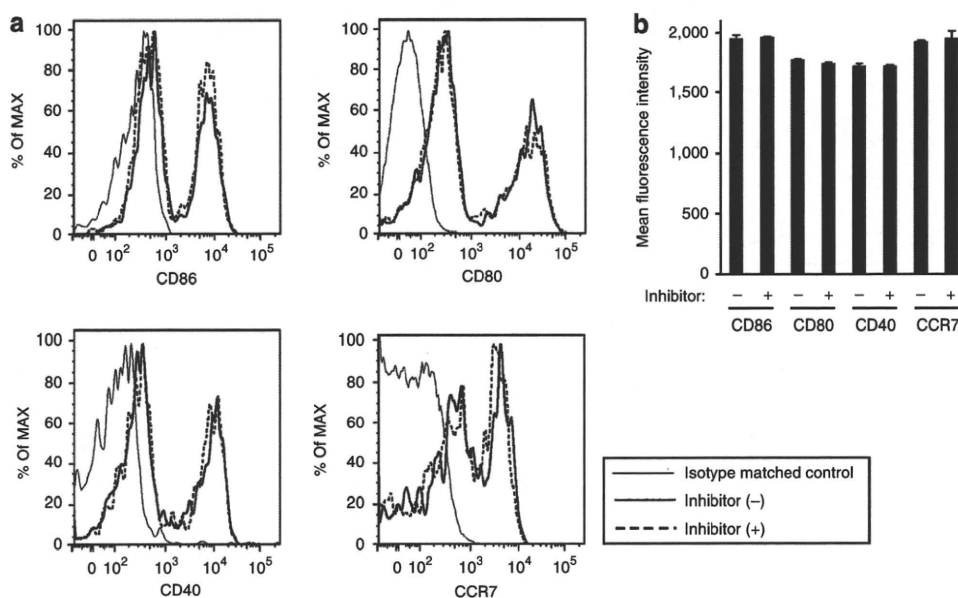 a
100
80
60
40
20
0
% Of MAX
0 10² 10³ 10⁴ 10⁵
CD86
100
80
60
40
20
0
% Of MAX
0 10² 10³ 10⁴ 10⁵
CD80
b
2,000
1,500
1,000
500
0
Mean fluorescence intensity
Inhibitor: – + – + – + – +
CD86 CD80 CD40 CCR7
100
80
60
40
20
0
% Of MAX
0 10² 10³ 10⁴ 10⁵
CD40
100
80
60
40
20
0
% Of MAX
0 10² 10³ 10⁴ 10⁵
CCR7
Isotype matched control
Inhibitor (–)
Inhibitor (+)